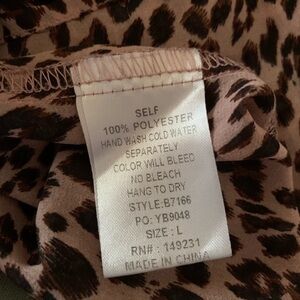 SELF
100% POLYESTER
HAND WASH COLD WATER
SEPARATELY
COLOR WILL BLEED
NO BLEACH
HANG TO DRY
STYLE:B7166
PO: YB9048
SIZE : L
RN# : 149231
MADE IN CHINA